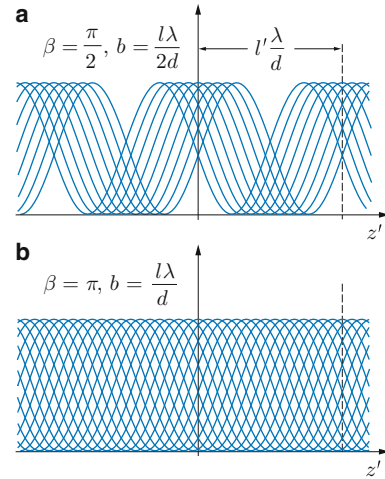 a
β = π/2, b = lλ/2d
l′ λ/d
z′
b
β = π, b = lλ/d
z′